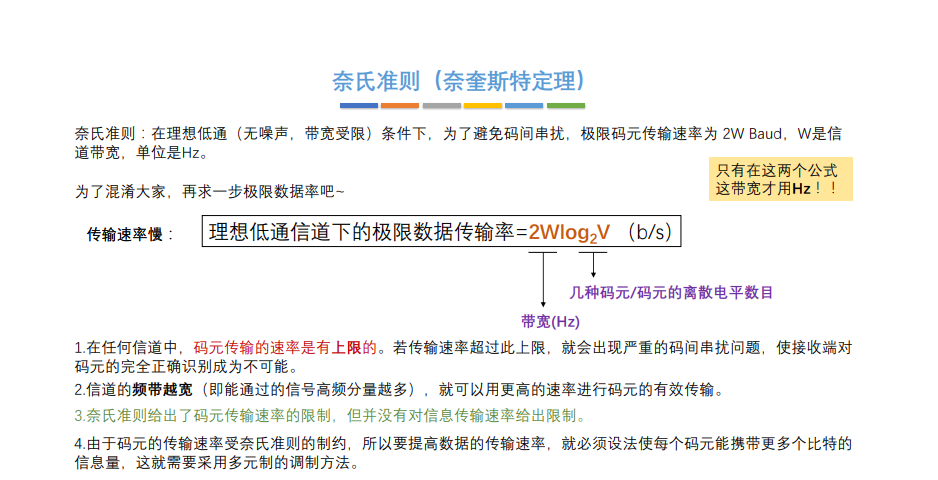 奈氏准则（奈奎斯特定理）
奈氏准则：在理想低通（无噪声，带宽受限）条件下，为了避免码间串扰，极限码元传输速率为 2W Baud，W是信
道带宽，单位是Hz。
只有在这两个公式
这带宽才用Hz！！
为了混淆大家，再求一步极限数据率吧~
传输速率慢：
理想低通信道下的极限数据传输率=2Wlog₂V （b/s）
几种码元/码元的离散电平数目
带宽(Hz)
1.在任何信道中，码元传输的速率是有上限的。若传输速率超过此上限，就会出现严重的码间串扰问题，使接收端对
码元的完全正确识别成为不可能。
2.信道的频带越宽（即能通过的信号高频分量越多），就可以用更高的速率进行码元的有效传输。
3.奈氏准则给出了码元传输速率的限制，但并没有对信息传输速率给出限制。
4.由于码元的传输速率受奈氏准则的制约，所以要提高数据的传输速率，就必须设法使每个码元能携带更多个比特的
信息量，这就需要采用多元制的调制方法。